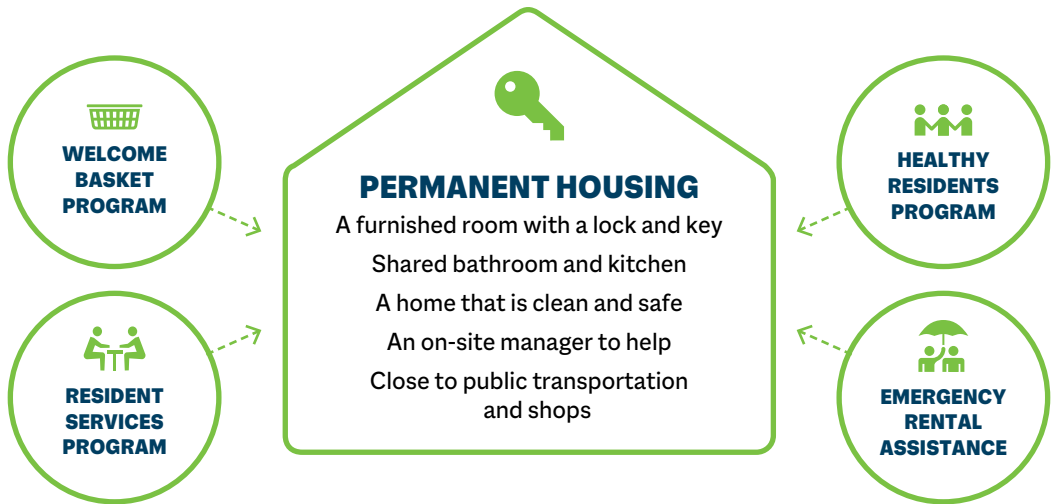 WELCOME
BASKET
PROGRAM
RESIDENT
SERVICES
PROGRAM
PERMANENT HOUSING
A furnished room with a lock and key
Shared bathroom and kitchen
A home that is clean and safe
An on-site manager to help
Close to public transportation
and shops
HEALTHY
RESIDENTS
PROGRAM
EMERGENCY
RENTAL
ASSISTANCE